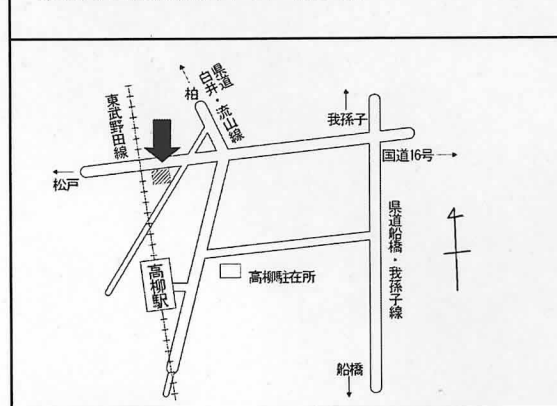 柏
県道
白井・流山線
東武野田線
我孫子
国道16号
松戸
県道船橋・我孫子線
高柳駅
高柳駐在所
船橋